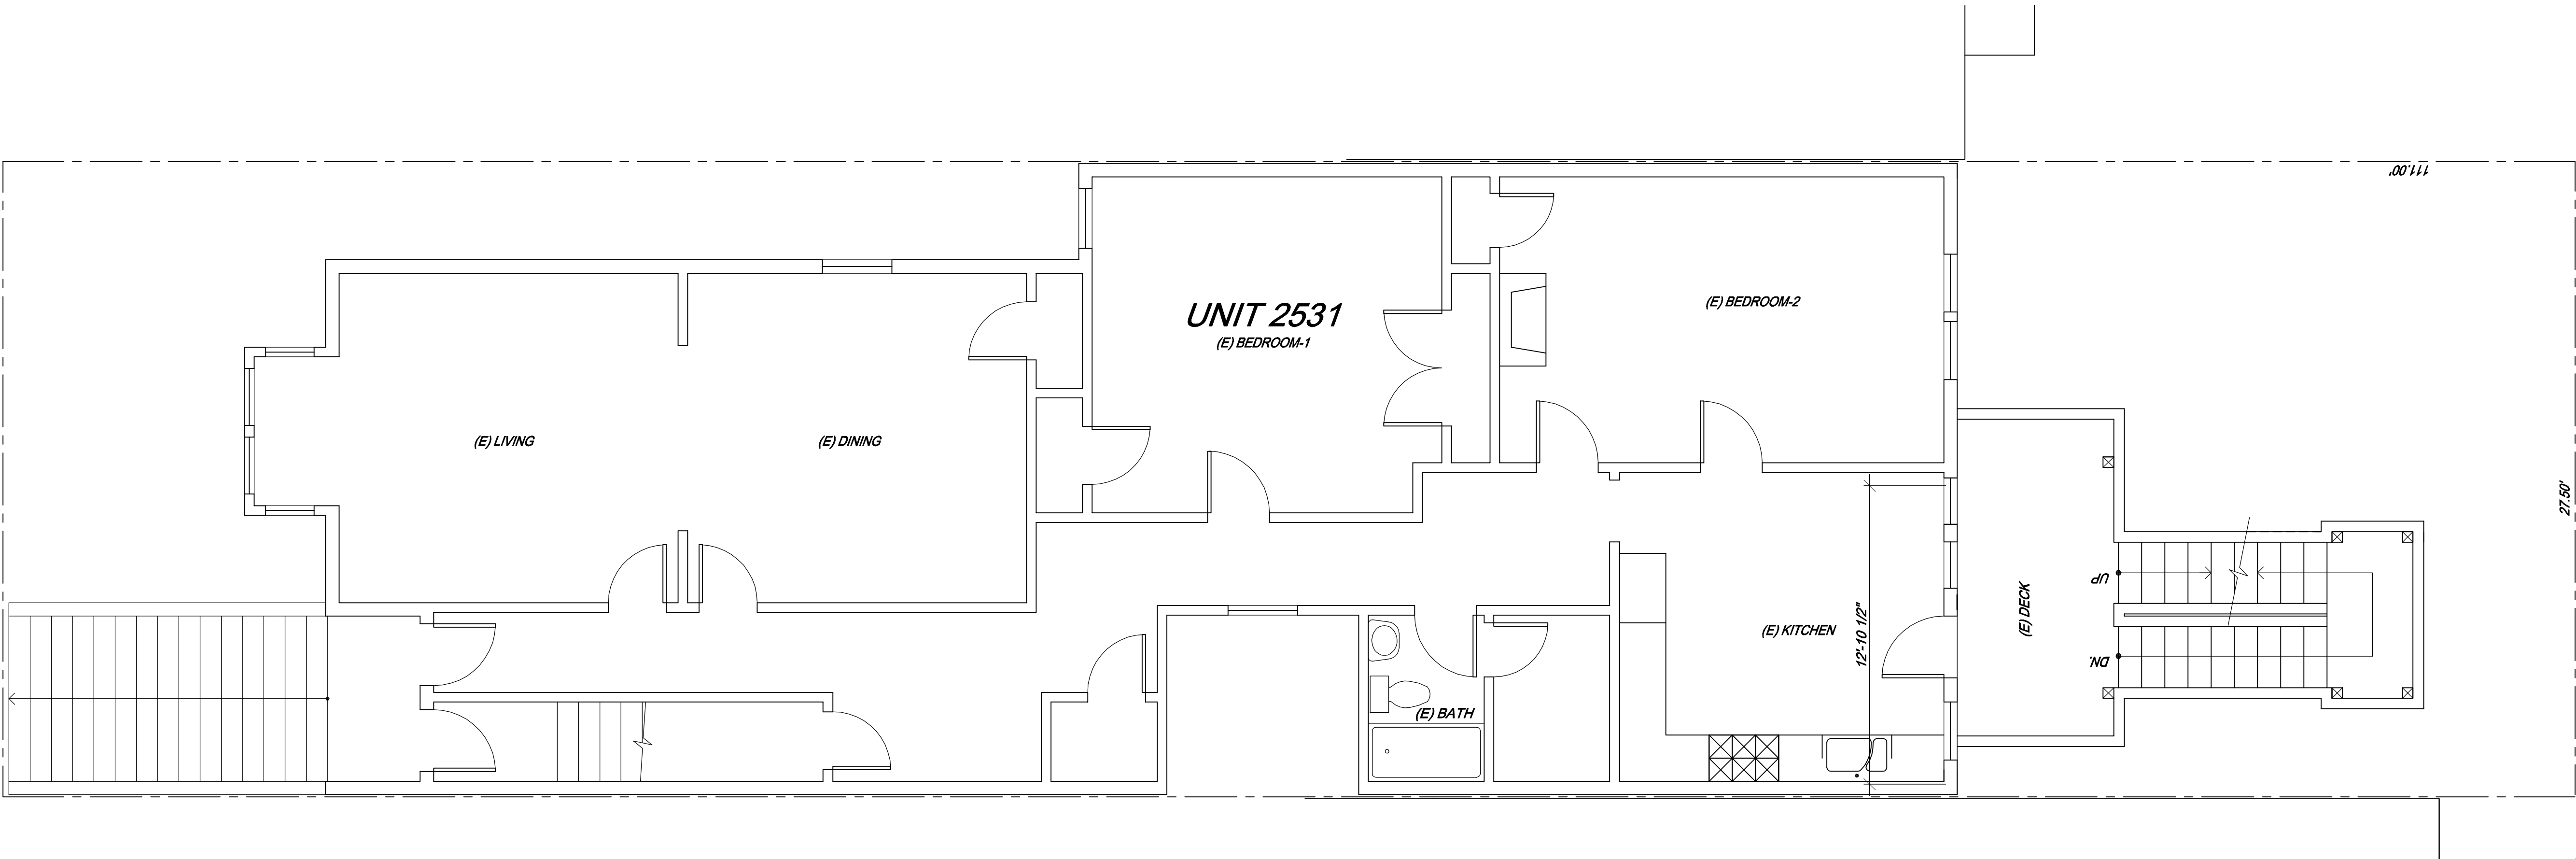 111.00'
UNIT 2531
(E) BEDROOM-1
(E) BEDROOM-2
(E) LIVING
(E) DINING
27.50'
UP
(E) DECK
12'-10 1/2"
(E) KITCHEN
DN.
(E) BATH